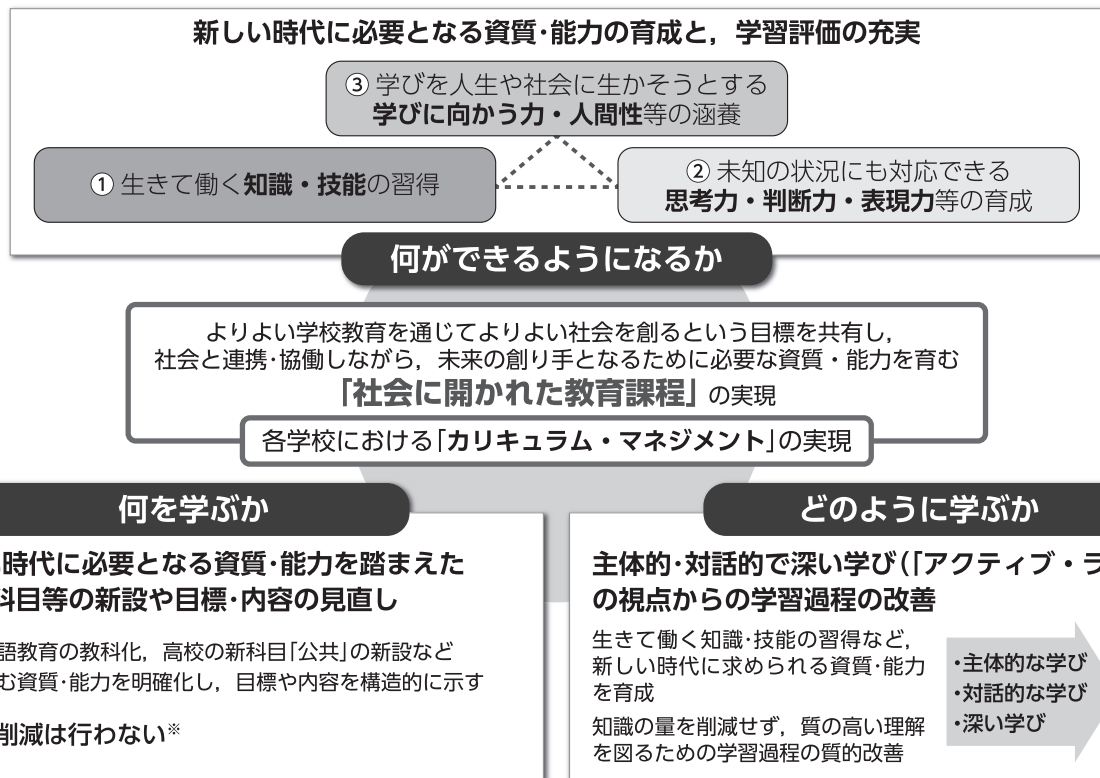 新しい時代に必要となる資質･能力の育成と，学習評価の充実
③ 学びを人生や社会に生かそうとする
学びに向かう力・人間性等の涵養
① 生きて働く知識・技能の習得
② 未知の状況にも対応できる
思考力・判断力・表現力等の育成
何ができるようになるか
よりよい学校教育を通じてよりよい社会を創るという目標を共有し，
社会と連携･協働しながら，未来の創り手となるために必要な資質・能力を育む
「社会に開かれた教育課程」の実現
各学校における｢カリキュラム・マネジメント｣の実現
何を学ぶか
時代に必要となる資質･能力を踏まえた
科目等の新設や目標･内容の見直し
語教育の教科化，高校の新科目｢公共｣の新設など
む資質･能力を明確化し，目標や内容を構造的に示す
削減は行わない※
どのように学ぶか
主体的･対話的で深い学び(｢アクティブ・ラ
の視点からの学習過程の改善
生きて働く知識･技能の習得など，
新しい時代に求められる資質･能力
を育成
知識の量を削減せず，質の高い理解
を図るための学習過程の質的改善
･主体的な学び
･対話的な学び
･深い学び